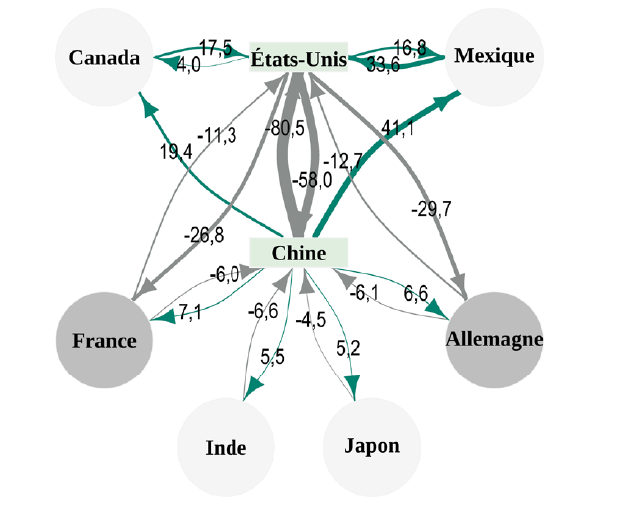 Canada
17,5
4,0
États-Unis
16,8
33,6
Mexique
-11,3
19,4
-80,5
41,1
-12,7
-58,0
-26,8
-29,7
Chine
-6,0
7,1
-6,6
-4,5
-6,1
6,6
France
5,5
5,2
Allemagne
Inde
Japon